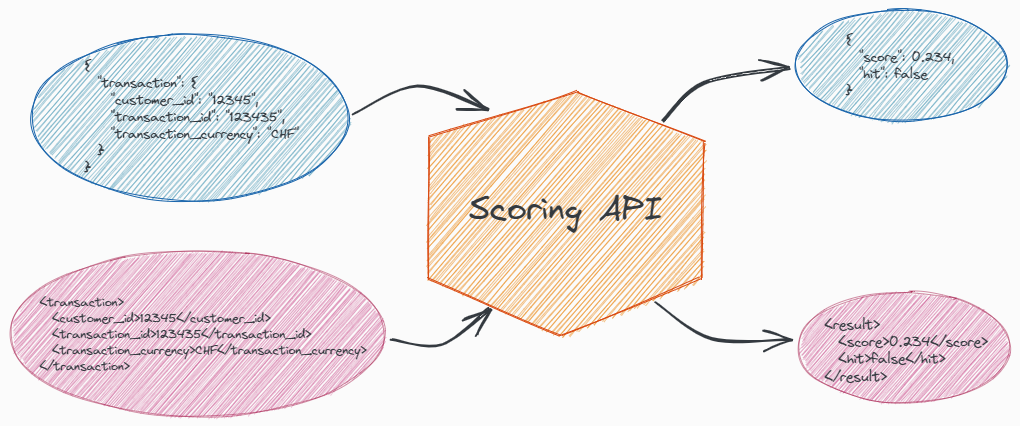 {
"transaction": {
"customer_id": "12345",
"transaction_id": "123435",
"transaction_currency": "CHF"
}
}
{
"score": 0.234,
"hit": false
}
Scoring API
<transaction>
<customer_id>12345</customer_id>
<transaction_id>123435</transaction_id>
<transaction_currency>CHF</transaction_currency>
</transaction>
<result>
<score>0.234</score>
<hit>false</hit>
</result>